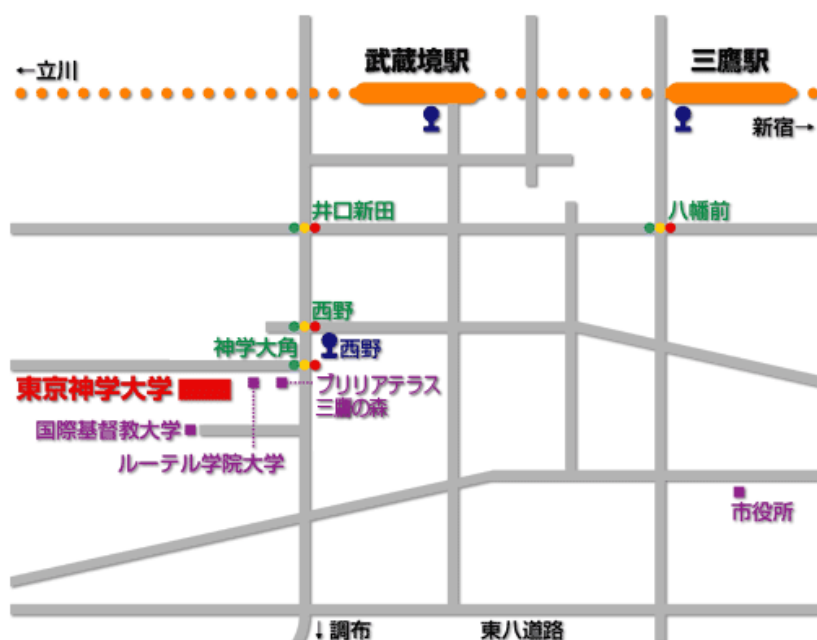 武蔵境駅
三鷹駅
←立川
新宿→
井口新田
八幡前
西野
神学大角
西野
東京神学大学
ブリリアテラス
三鷹の森
国際基督教大学
ルーテル学院大学
市役所
↓調布
東八道路